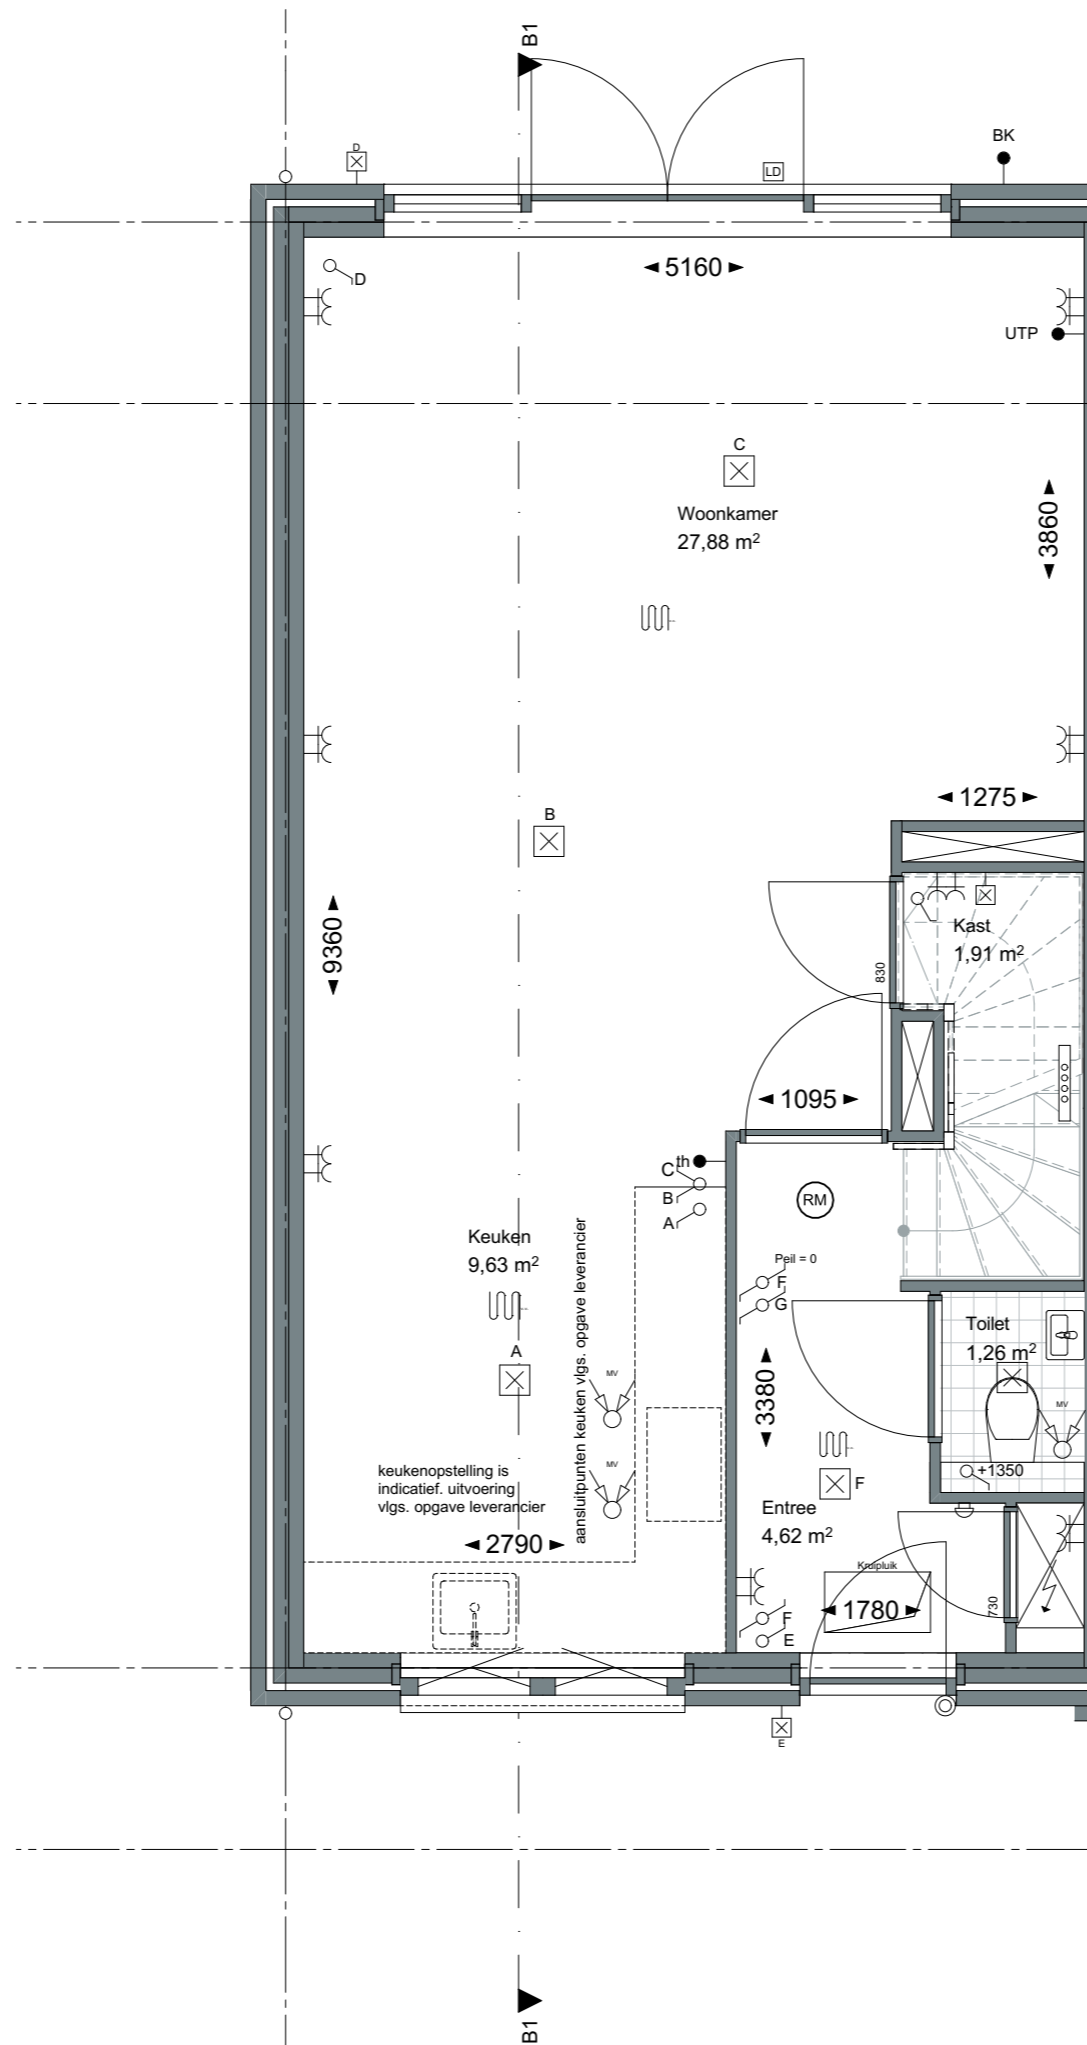 B1
D
LD
BK
5160
D
UTP
C
Woonkamer
27,88 m²
3860
1275
B
9360
Kast
1,91 m²
830
1095
th
C
B
A
RM
Keuken
9,63 m²
A
aansluitpunten keuken vlgs. opgave leverancier
MV
MV
keukenopstelling is
indicatief. uitvoering
vlgs. opgave leverancier
2790
Peil = 0
F
G
3380
Toilet
1,26 m²
MV
+1350
F
Entree
4,62 m²
Kruipluik
1780
730
F
E
E
B1